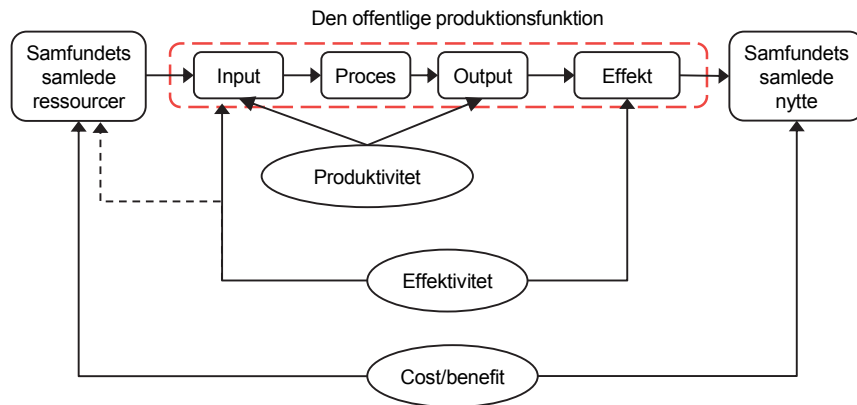 Den offentlige produktionsfunktion
Samfundets
samlede
ressourcer
Input
Proces
Output
Effekt
Samfundets
samlede
nytte
Produktivitet
Effektivitet
Cost/benefit